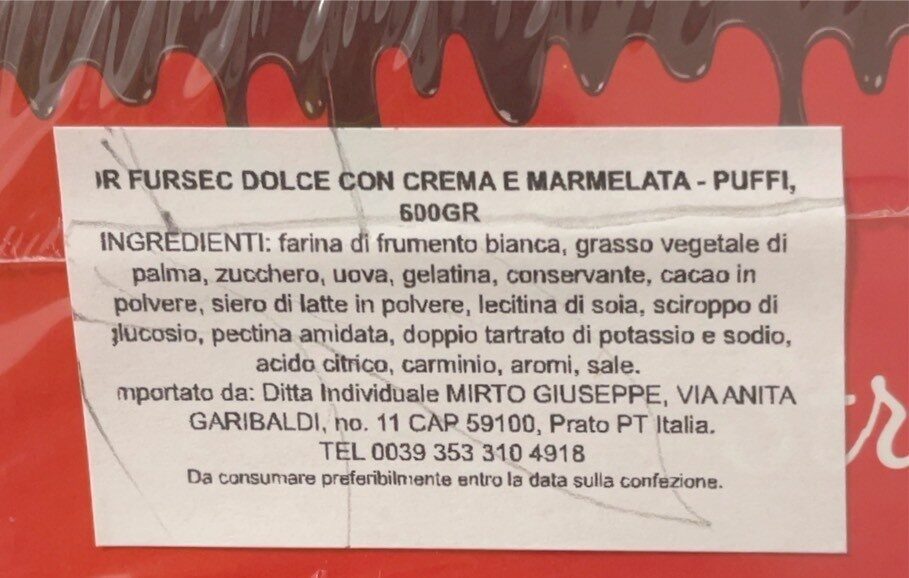 R FURSEC DOLCE CON CREMA E MARMELATA - PUFFI,
600GR
INGREDIENTI: farina di frumento bianca, grasso vegetale di
palma, zucchero, uova, gelatina, conservante, cacao in
polvere, siero di latte in polvere, lecitina di soia, sciroppo di
glucosio, pectina amidata, doppio tartrato di potassio e sodio,
acido citrico, carminio, aromi, sale.
mportato da: Ditta Individuale MIRTO GIUSEPPE, VIA ANITA
GARIBALDI, no. 11 CAP 59100, Prato PT Italia.
TEL 0039 353 310 4918
Da consumare preferibilmente entro la data sulla confezione.